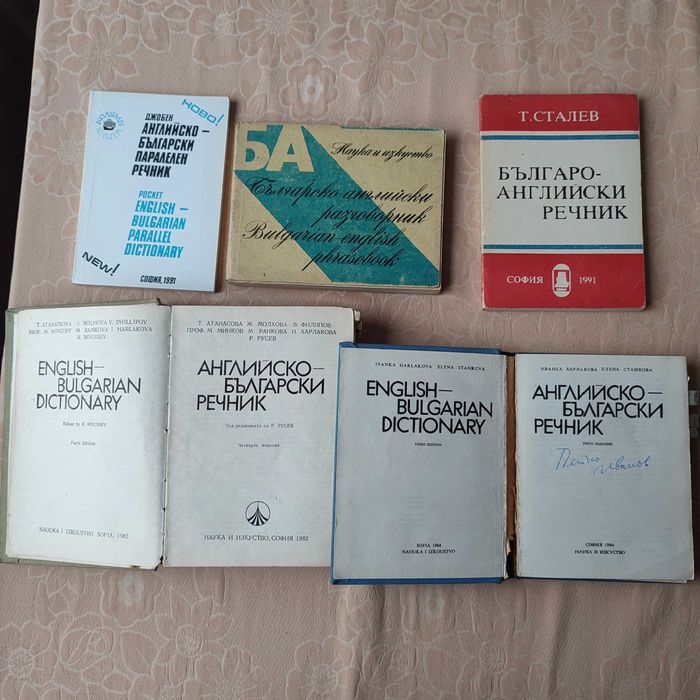 НОВО!
ДЖОБЕН
АНГЛИЙСКО—
БЪЛГАРСКИ
ПАРАЛЕЛЕН
РЕЧНИК
POCKET
ENGLISH—
BULGARIAN
PARALLEL
DICTIONARY
NEW!
СОФИЯ, 1991
БА
Наука и изкуство
Българско-английски
разговорник
Bulgarian-english
phrasebook
Т. СТАЛЕВ
БЪЛГАРО-
АНГЛИЙСКИ
РЕЧНИК
СОФИЯ 1991
T. ATANASSOVA J. MOLHOVA V. PHILLIPOV
PROF. M. MINCOFF M. RANKOVA I. HARLAKOVA
R. ROUSSEV
ENGLISH—
BULGARIAN
DICTIONARY
Edited by R. ROUSSEV
NAOUKA I IZKOUSTVO, SOFIA, 1982
Т. АТАНАСОВА Ж. МОЛХОВА В. ФИЛИПОВ
ПРОФ. М. МИНКОВ М. РАНКОВА И. ХАРЛАКОВА
Р. РУСЕВ
АНГЛИЙСКО—
БЪЛГАРСКИ
РЕЧНИК
Под редакцията на Р. РУСЕВ
Четвърто издание
НАУКА И ИЗКУСТВО, СОФИЯ 1982
IVANKA HARLAKOVA ELENA STANKOVA
ENGLISH—
BULGARIAN
DICTIONARY
THIRD EDITION
SOFIA 1984
NAOUKA I IZKOUSTVO
ИВАНКА ХАРЛАКОВА ЕЛЕНА СТАНКОВА
АНГЛИЙСКО—
БЪЛГАРСКИ
РЕЧНИК
ТРЕТО ИЗДАНИЕ
Петко
Иванов
СОФИЯ 1984
НАУКА И ИЗКУСТВО